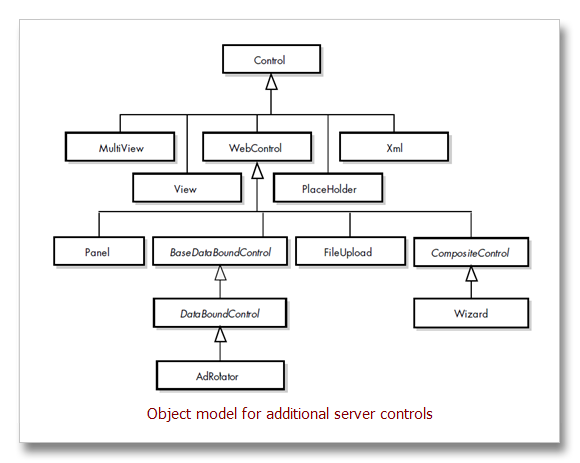 Control
MultiView
WebControl
Xml
View
PlaceHolder
Panel
BaseDataBoundControl
FileUpload
CompositeControl
DataBoundControl
Wizard
AdRotator
Object model for additional server controls